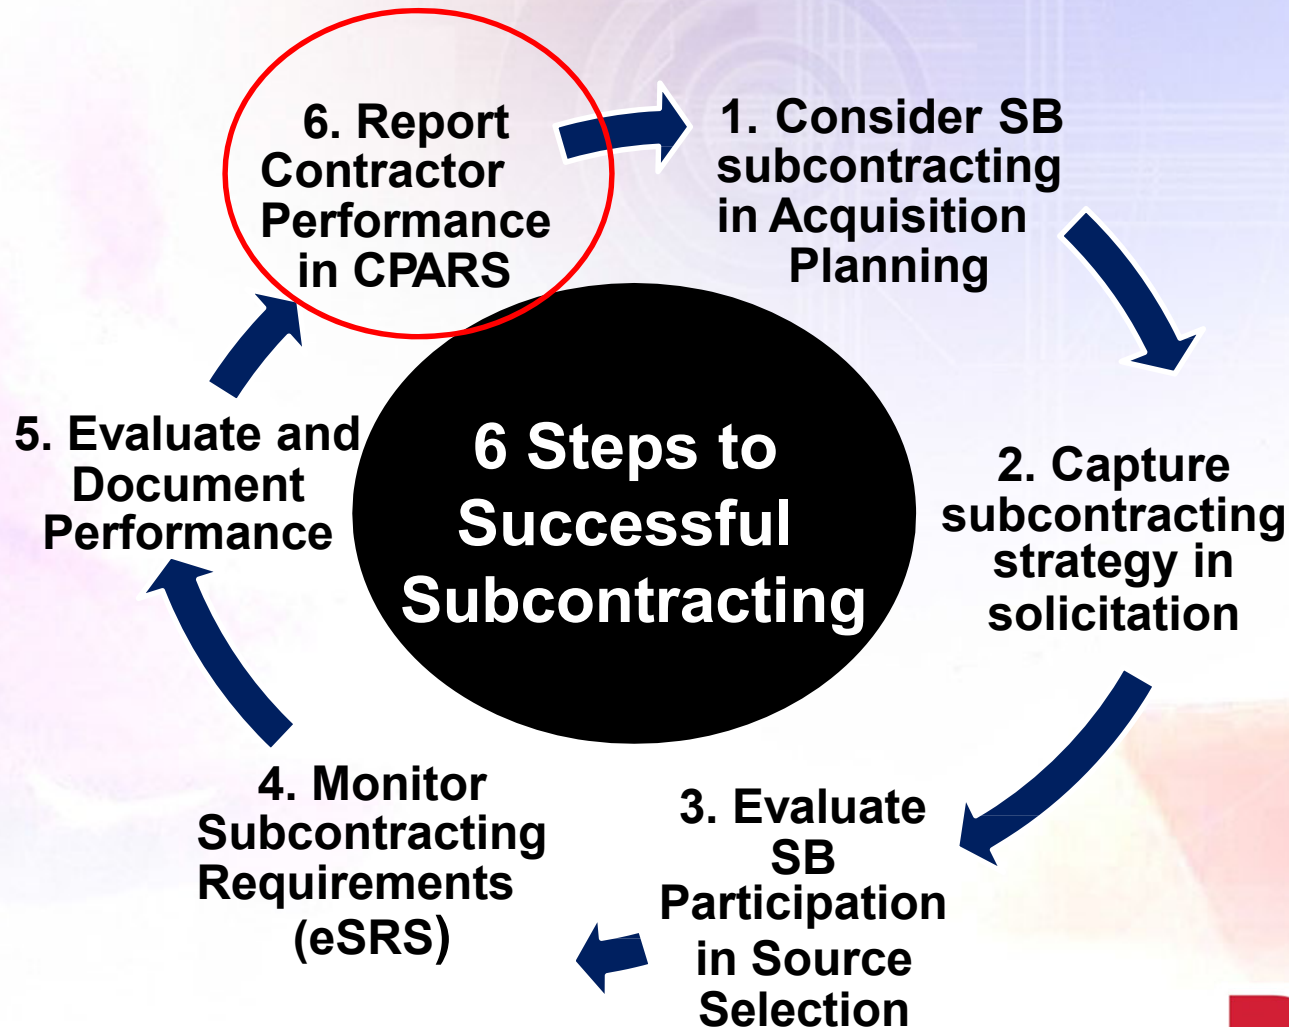 6. Report
Contractor
Performance
in CPARS
1. Consider SB
subcontracting
in Acquisition
Planning
2. Capture
subcontracting
strategy in
solicitation
3. Evaluate
SB
Participation
in Source
Selection
4. Monitor
Subcontracting
Requirements
(eSRS)
5. Evaluate and
Document
Performance
6 Steps to
Successful
Subcontracting